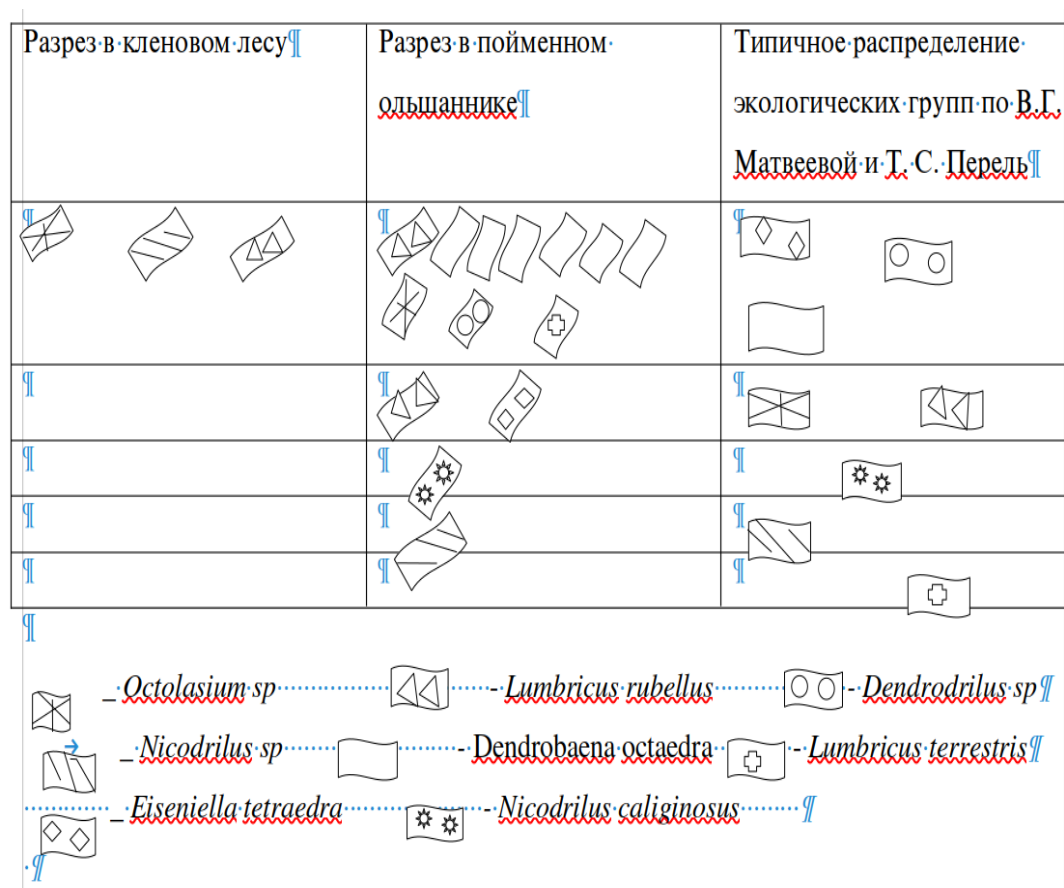 Разрез в кленовом лесу
Разрез в пойменном
ольшаннике
Типичное распределение
экологических групп по В.Г.
Матвеевой и Т. С. Перель
_ Octolasium sp - Lumbricus rubellus - Dendrodrilus sp
_ Nicodrilus sp - Dendrobaena octaedra - Lumbricus terrestris
_ Eiseniella tetraedra - Nicodrilus caliginosus